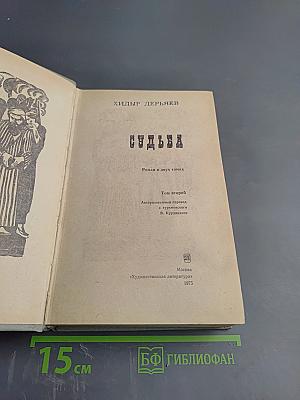 ХИДЫР ДЕРЬЯЕВ
СУДЬБА
Роман в двух томах
Том второй
Авторизованный перевод
с туркменского
В. Курдицкого
Москва
«Художественная литература»
1975
15 см
БФ БИБЛИОФАН